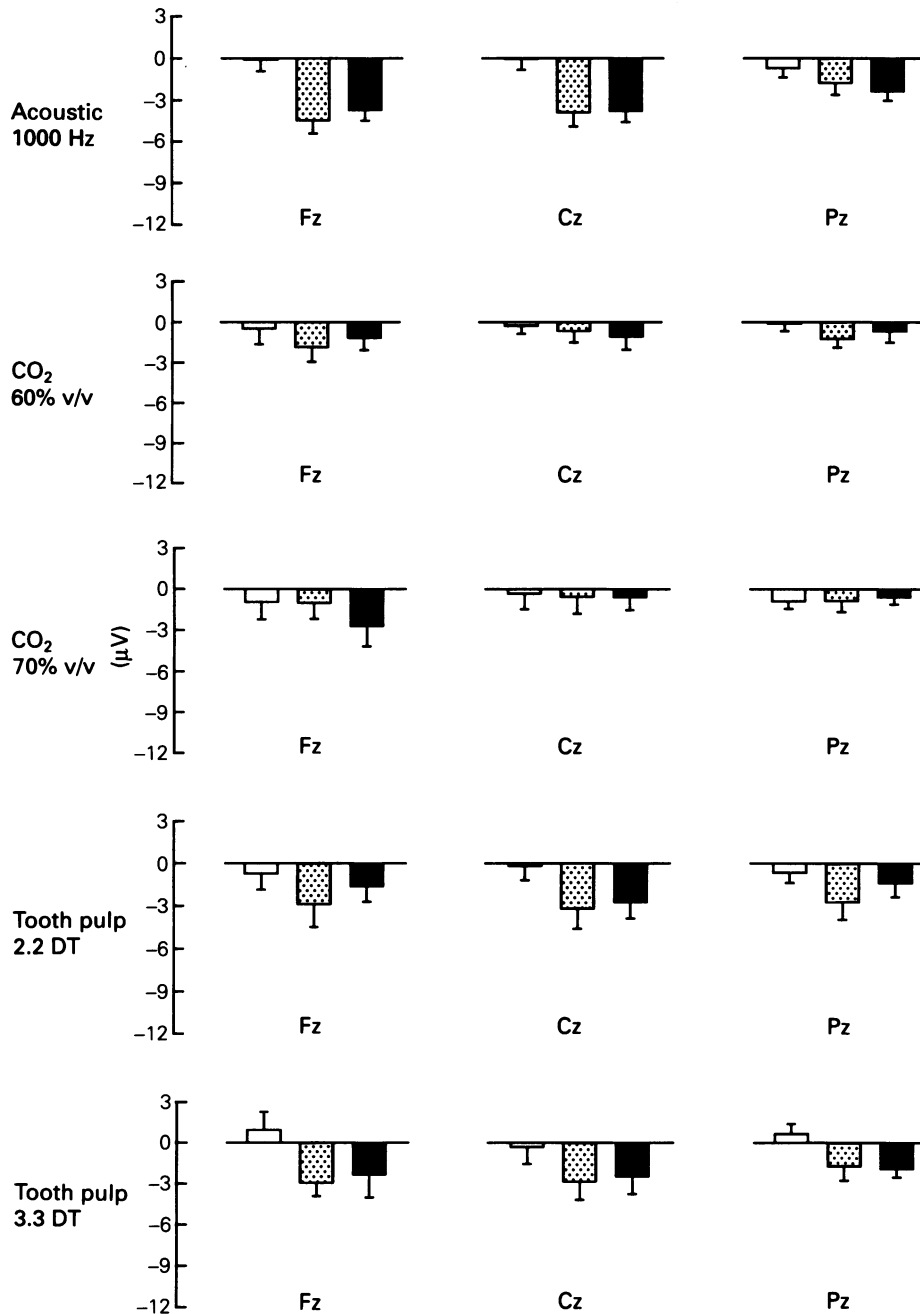 3
0
−3
−6
−9
−12
Acoustic
1000 Hz
Fz
Cz
Pz
3
0
−3
−6
−9
−12
CO₂
60% v/v
Fz
Cz
Pz
3
0
−3
−6
−9
−12
CO₂
70% v/v
(μV)
Fz
Cz
Pz
3
0
−3
−6
−9
−12
Tooth pulp
2.2 DT
Fz
Cz
Pz
3
0
−3
−6
−9
−12
Tooth pulp
3.3 DT
Fz
Cz
Pz